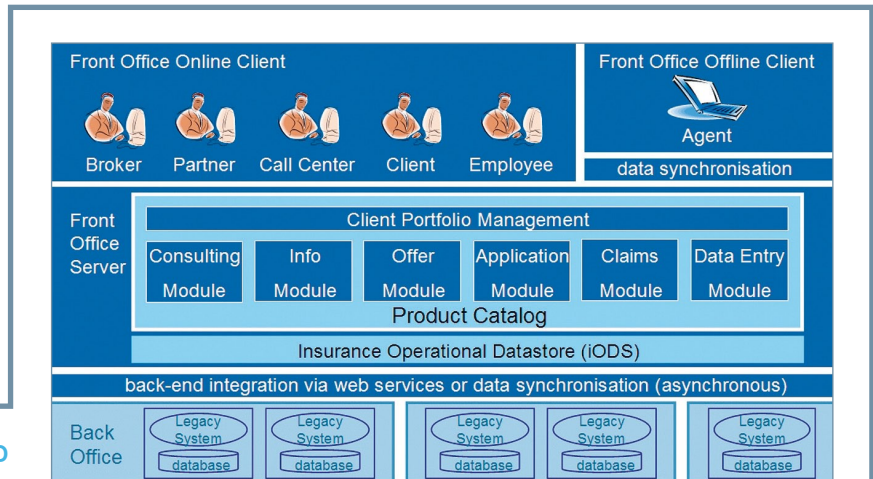 Front Office Online Client
Front Office Offline Client
Broker Partner Call Center Client Employee
Agent
data synchronisation
Front
Office
Server
Client Portfolio Management
Consulting
Module
Info
Module
Offer
Module
Application
Module
Claims
Module
Data Entry
Module
Product Catalog
Insurance Operational Datastore (iODS)
back-end integration via web services or data synchronisation (asynchronous)
Back
Office
Legacy
System
database
Legacy
System
database
Legacy
System
database
Legacy
System
database
Legacy
System
database